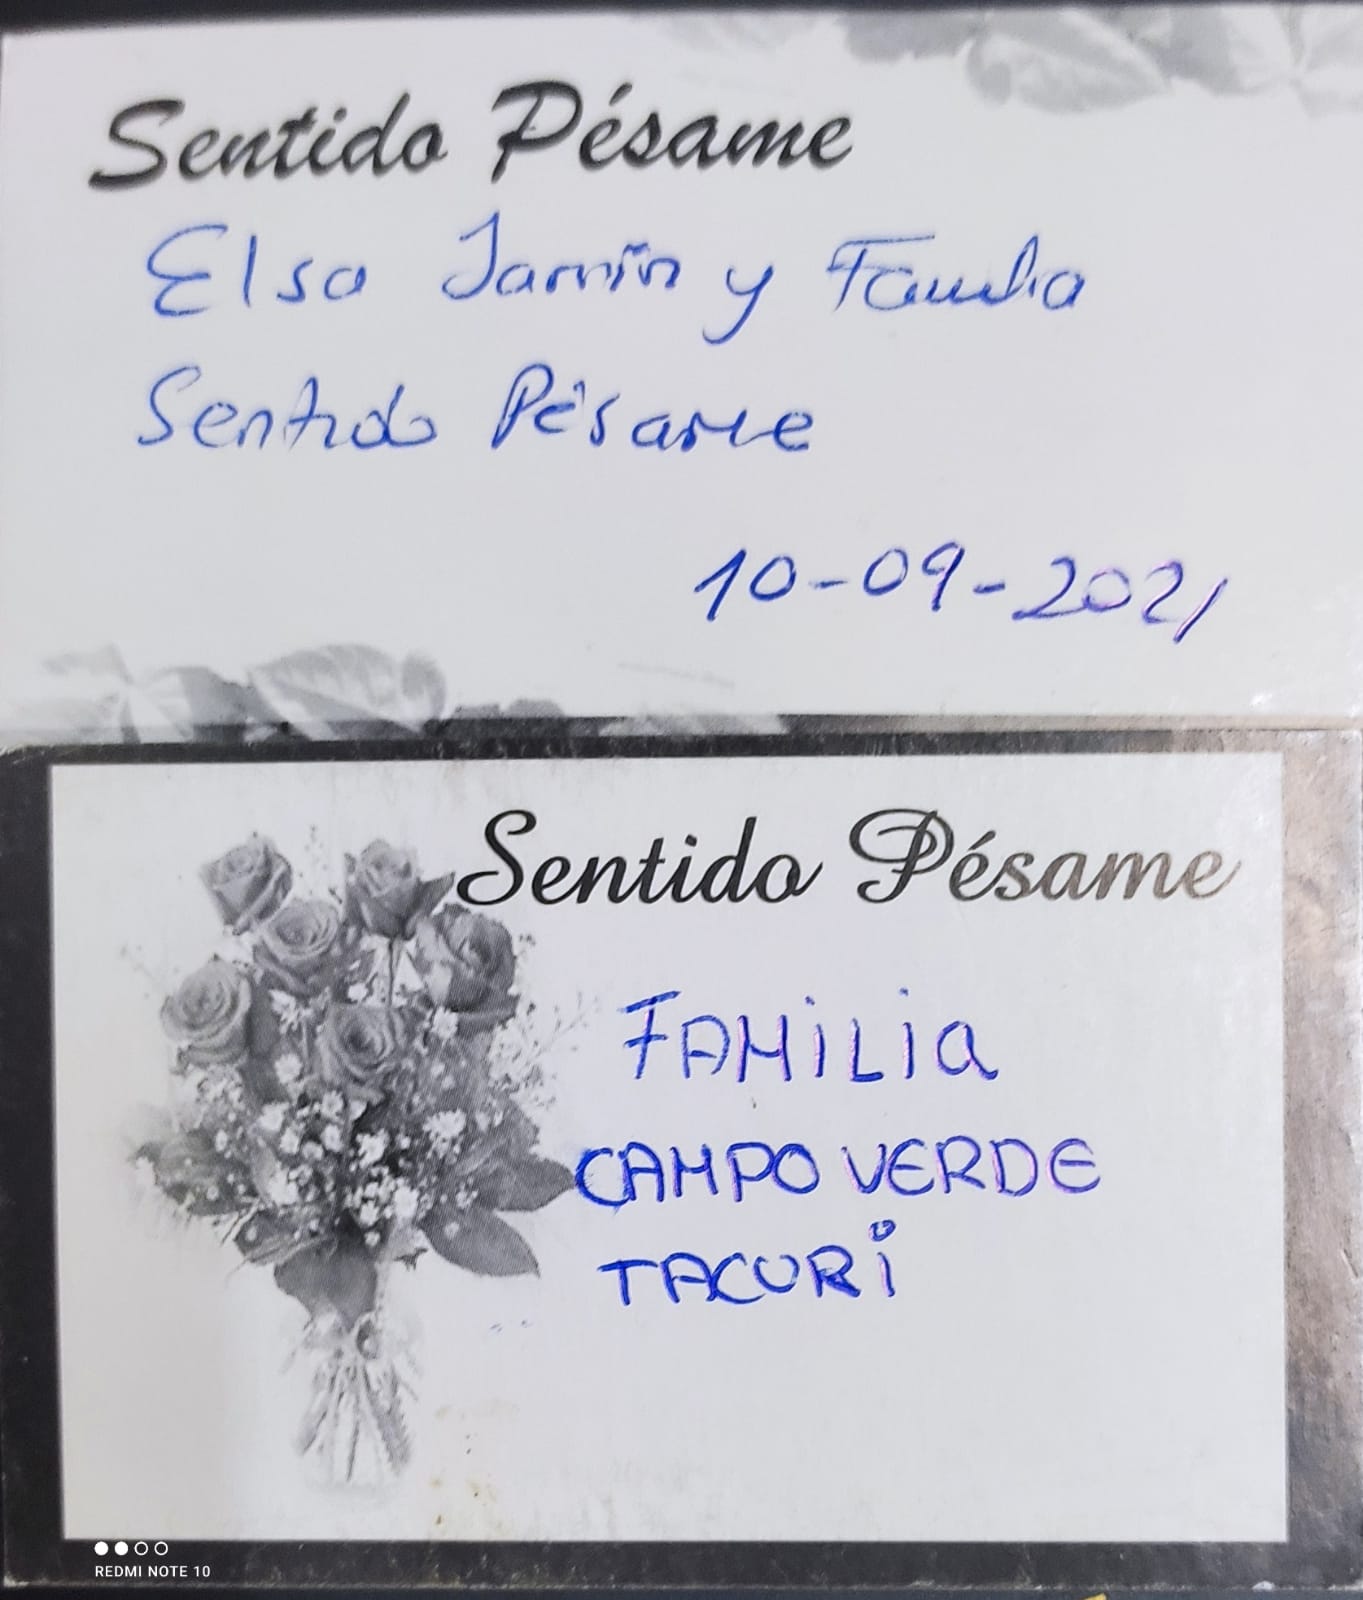 Sentido Pésame
Elsa Jarrín y Familia
Sentido Pésame
10-09-2021
Sentido Pésame
FAMiLia
CAMPO VERDE
TACURi
REDMI NOTE 10